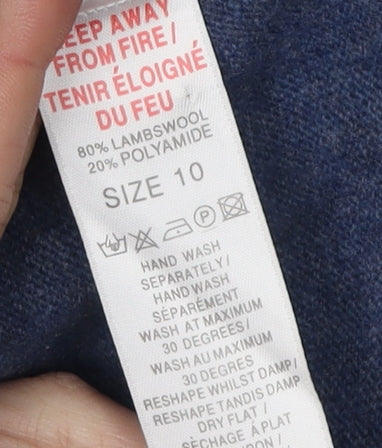 KEEP AWAY
FROM FIRE/
TENIR ÉLOIGNÉ
DU FEU
80% LAMBSWOOL
20% POLYAMIDE
SIZE 10
HAND WASH
SEPARATELY/
HAND WASH
SÉPARÉMENT
WASH AT MAXIMUM
30 DEGREES/
WASH AU MAXIMUM
30 DEGRES
RESHAPE WHILST DAMP/
RESHAPE TANDIS DAMP
DRY FLAT /
SÉCHAGE À PLAT